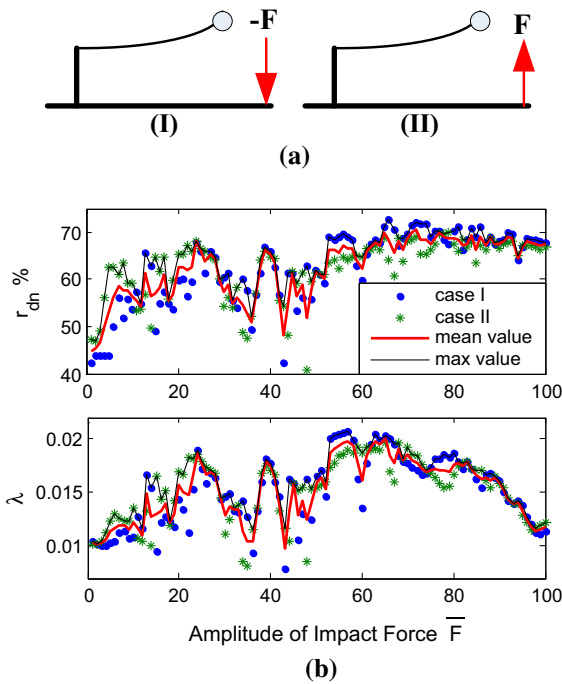 -F
F
(I)
(II)
(a)
70
60
50
40
r_dn %
case I
case II
mean value
max value
0
20
40
60
80
100
0.02
0.015
0.01
λ
0
20
40
60
80
100
Amplitude of Impact Force F̅
(b)